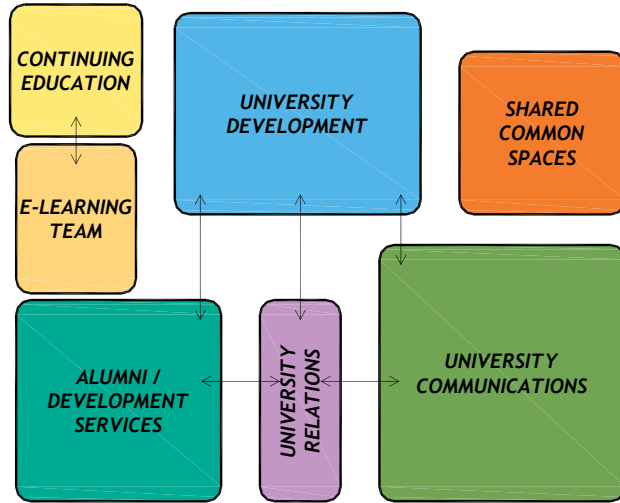 CONTINUING
EDUCATION
UNIVERSITY
DEVELOPMENT
SHARED
COMMON
SPACES
E-LEARNING
TEAM
ALUMNI /
DEVELOPMENT
SERVICES
UNIVERSITY
RELATIONS
UNIVERSITY
COMMUNICATIONS